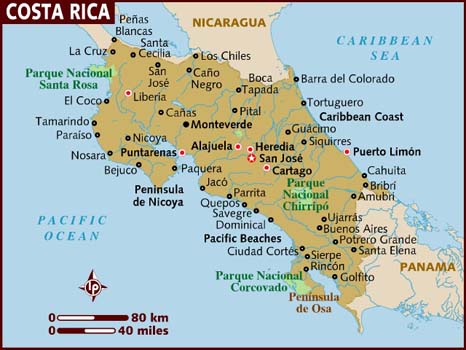 COSTA RICA
NICARAGUA
CARIBBEAN
SEA
Peñas
Blancas
La Cruz
Santa
Cecilia
Los Chiles
Parque Nacional
Santa Rosa
San
José
Caño
Negro
Boca
Tapada
Barra del Colorado
Liberia
El Coco
Cañas
Pital
Tortuguero
Caribbean Coast
Tamarindo
Monteverde
Guácimo
Paraíso
Nicoya
Siquirres
Alajuela
Heredia
Puerto Limón
Nosara
Puntarenas
San José
Bejuco
Paquera
Cartago
Cahuita
Península
de Nicoya
Jacó
Parque
Nacional
Chirripó
Bribrí
Amubri
Parrita
Quepos
Savegre
Dominical
Ujarrás
Buenos Aires
PACIFIC
OCEAN
Pacific Beaches
Potrero Grande
Santa Elena
Ciudad Cortés
Sierpe
Rincón
Golfito
PANAMA
Parque Nacional
Corcovado
Península
de Osa
LP
0
80 km
0
40 miles